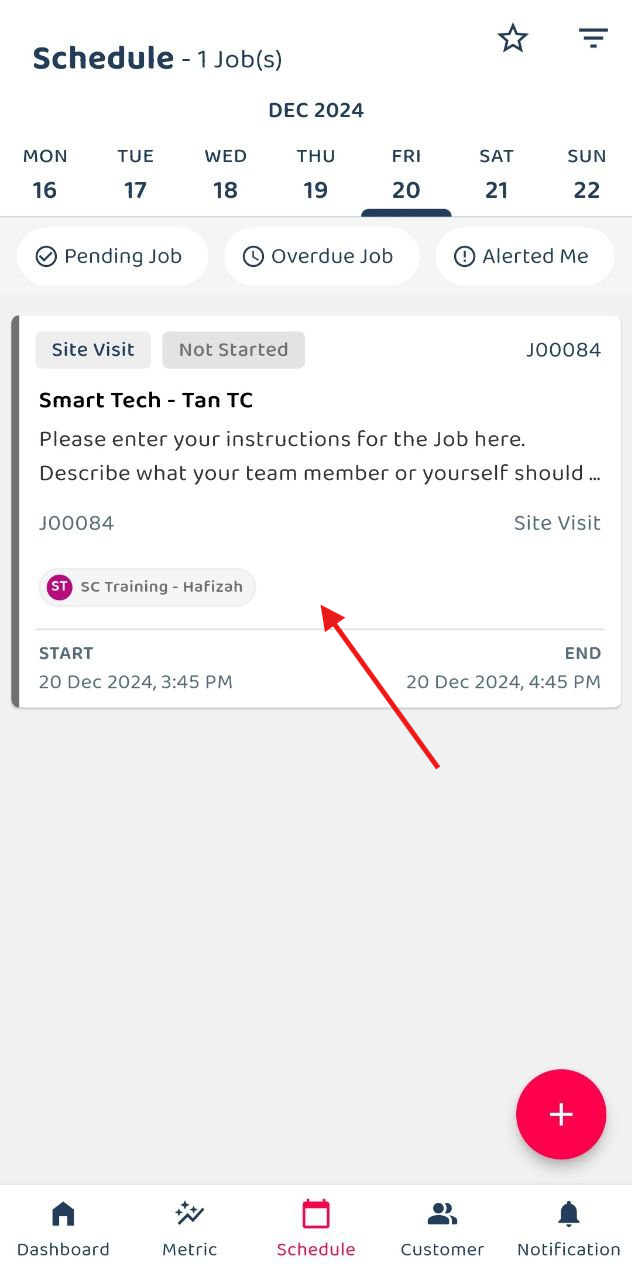 Schedule - 1 Job(s)
DEC 2024
MON TUE WED THU FRI SAT SUN
16 17 18 19 20 21 22
Pending Job Overdue Job Alerted Me
Site Visit Not Started J00084
Smart Tech - Tan TC
Please enter your instructions for the Job here.
Describe what your team member or yourself should ...
J00084 Site Visit
ST SC Training - Hafizah
START END
20 Dec 2024, 3:45 PM 20 Dec 2024, 4:45 PM
+
Dashboard Metric Schedule Customer Notification